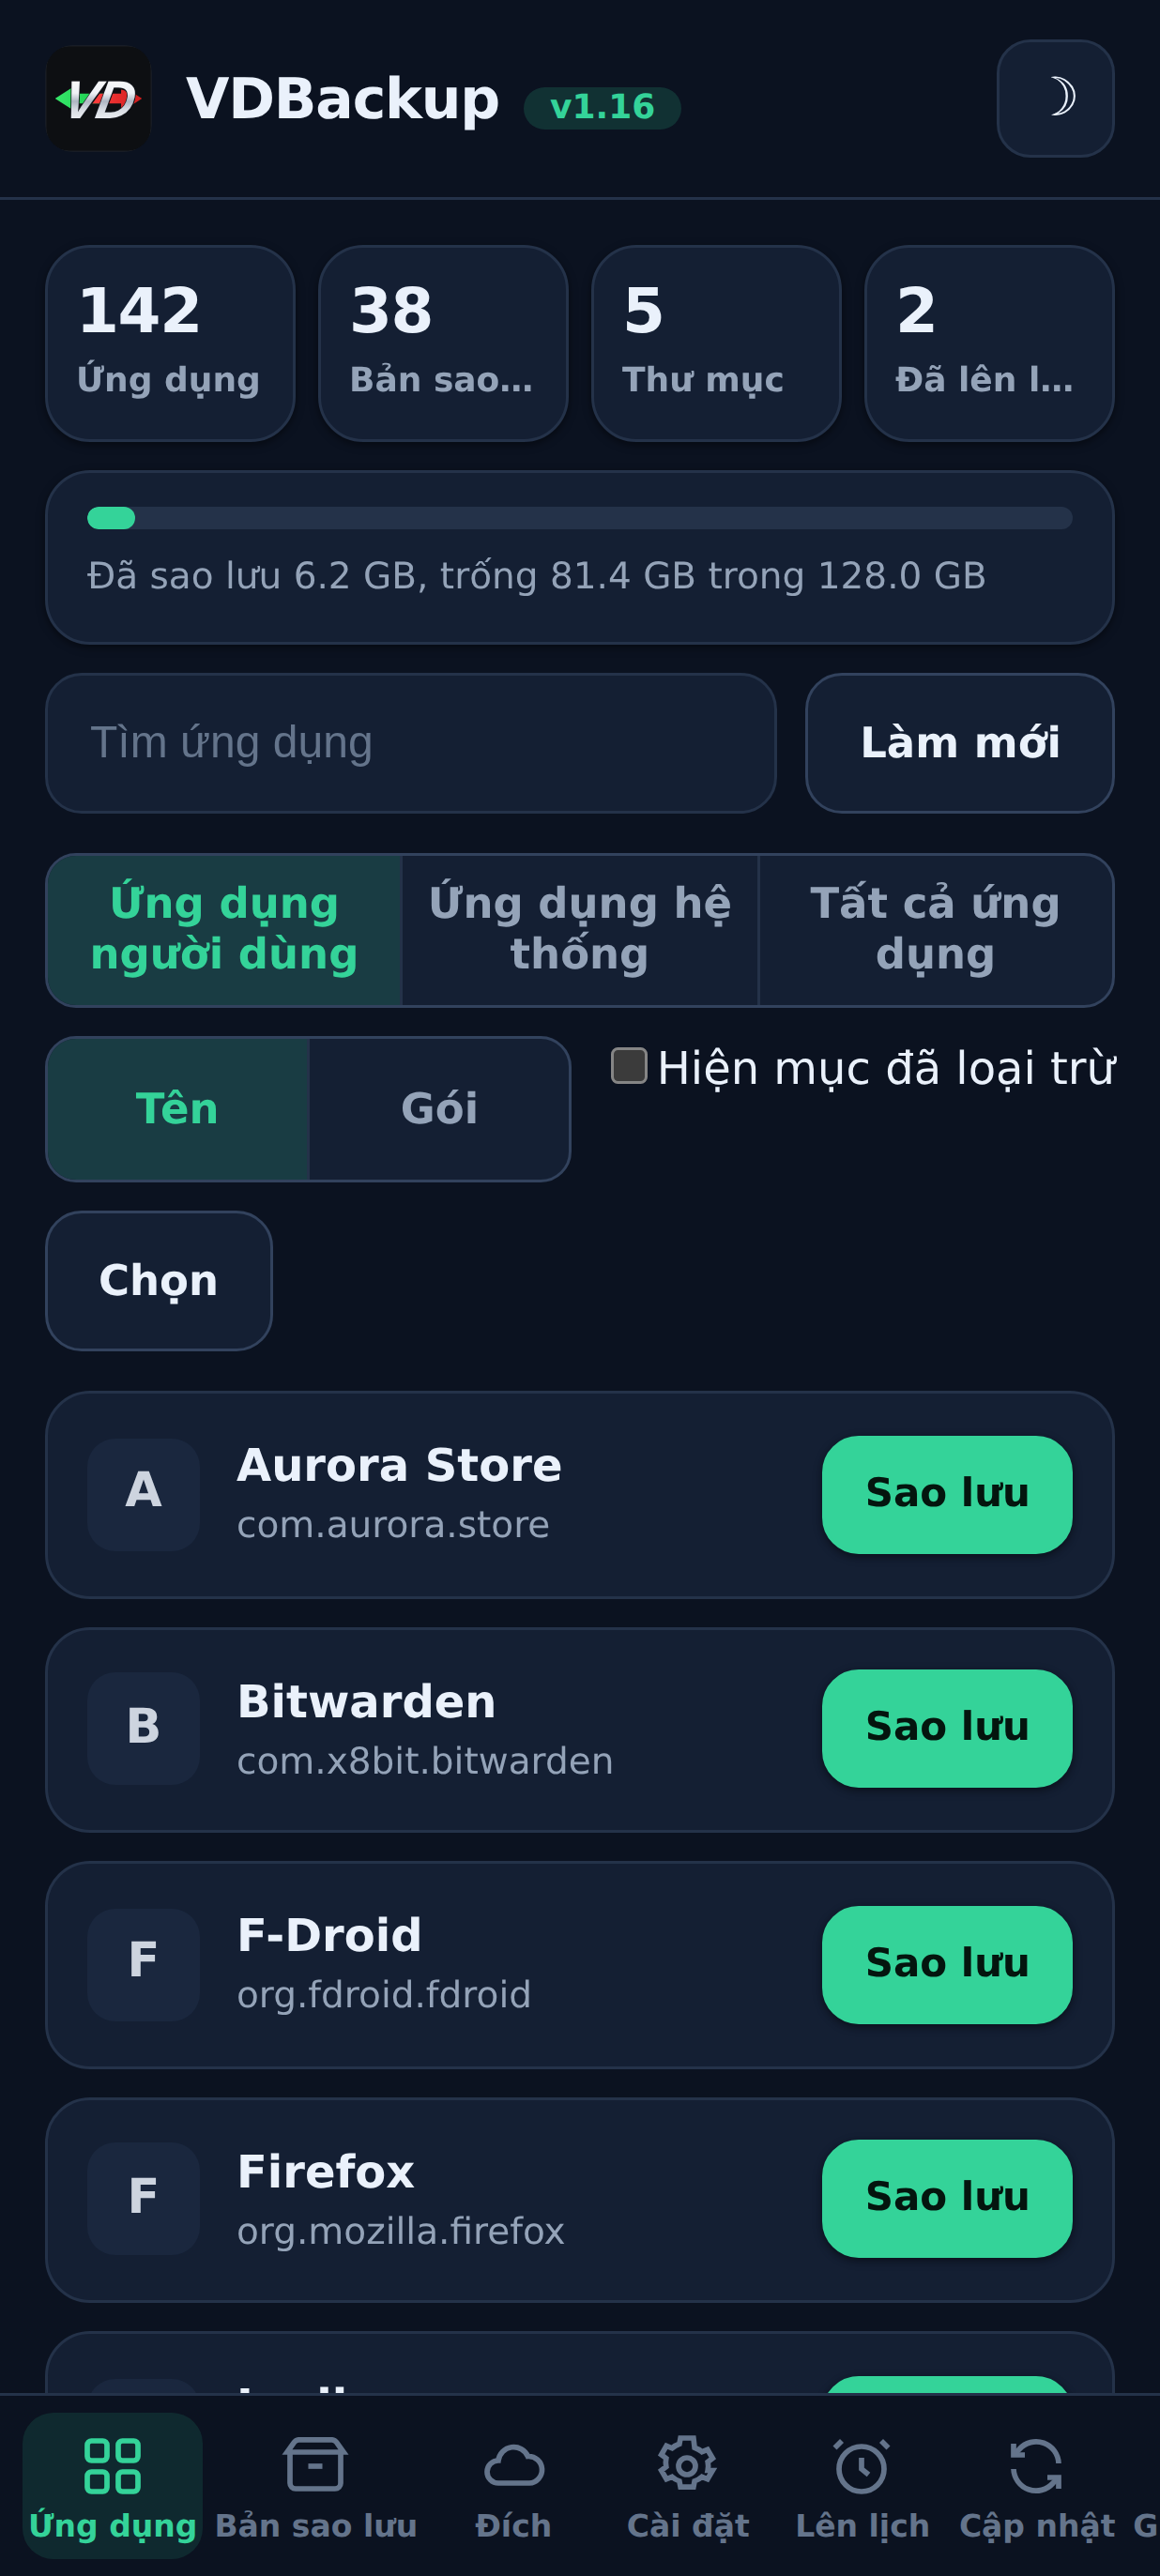 VD
VDBackup v1.16
142
Ứng dụng
38
Bản sao…
5
Thư mục
2
Đã lên l…
Đã sao lưu 6.2 GB, trống 81.4 GB trong 128.0 GB
Tìm ứng dụng
Làm mới
Ứng dụng
người dùng
Ứng dụng hệ
thống
Tất cả ứng
dụng
Tên
Gói
Hiện mục đã loại trừ
Chọn
A
Aurora Store
com.aurora.store
Sao lưu
B
Bitwarden
com.x8bit.bitwarden
Sao lưu
F
F-Droid
org.fdroid.fdroid
Sao lưu
F
Firefox
org.mozilla.firefox
Sao lưu
Ứng dụng
Bản sao lưu
Đích
Cài đặt
Lên lịch
Cập nhật